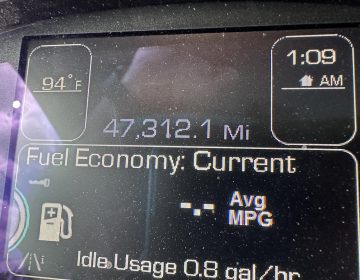 1:09
94°F
AM
47,312.1 Mi
Fuel Economy: Current
-.- Avg
MPG
Idle Usage 0.8 gal/hr